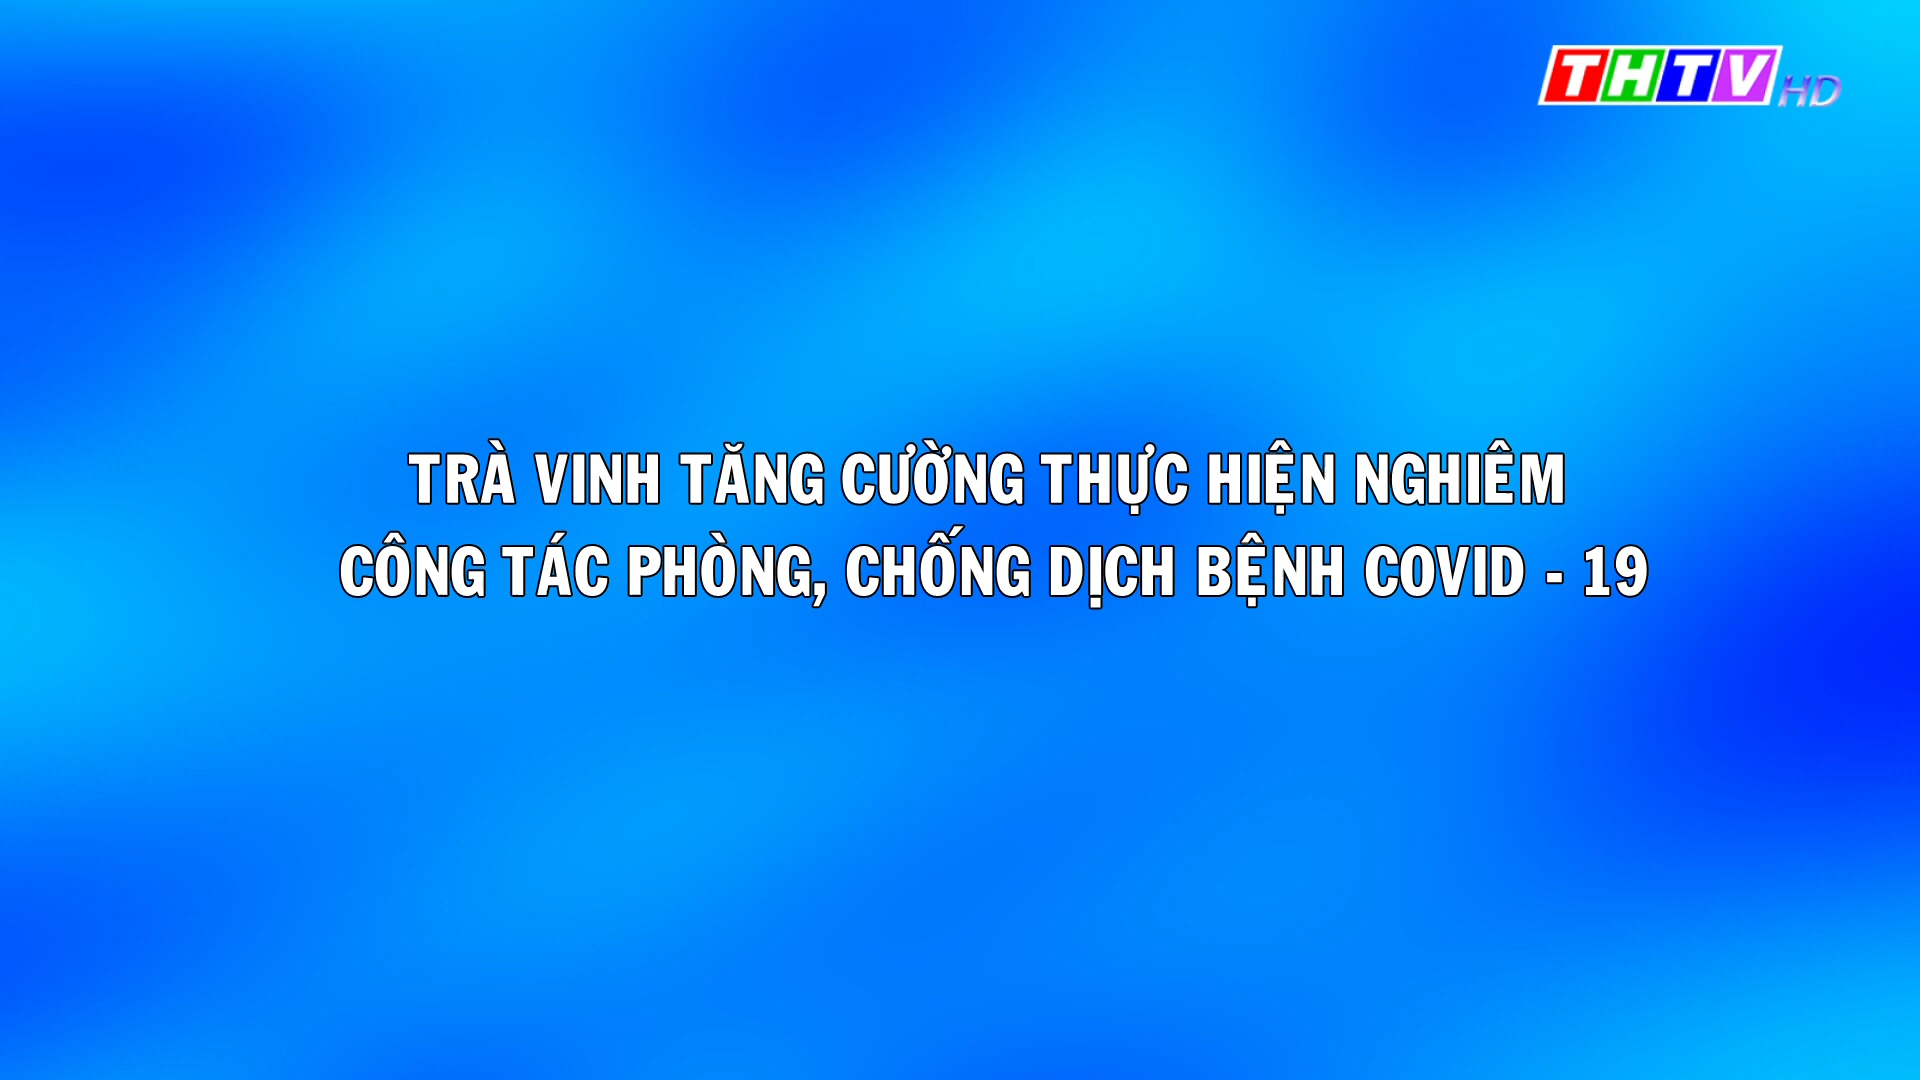 THTV HD
TRÀ VINH TĂNG CƯỜNG THỰC HIỆN NGHIÊM
CÔNG TÁC PHÒNG, CHỐNG DỊCH BỆNH COVID - 19